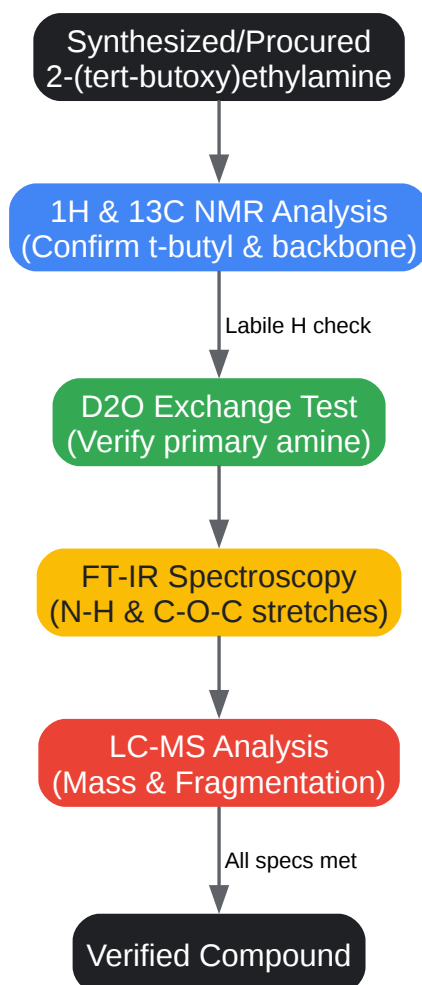 Synthesized/Procured
2-(tert-butoxy)ethylamine
1H & 13C NMR Analysis
(Confirm t-butyl & backbone)
Labile H check
D2O Exchange Test
(Verify primary amine)
FT-IR Spectroscopy
(N-H & C-O-C stretches)
LC-MS Analysis
(Mass & Fragmentation)
All specs met
Verified Compound